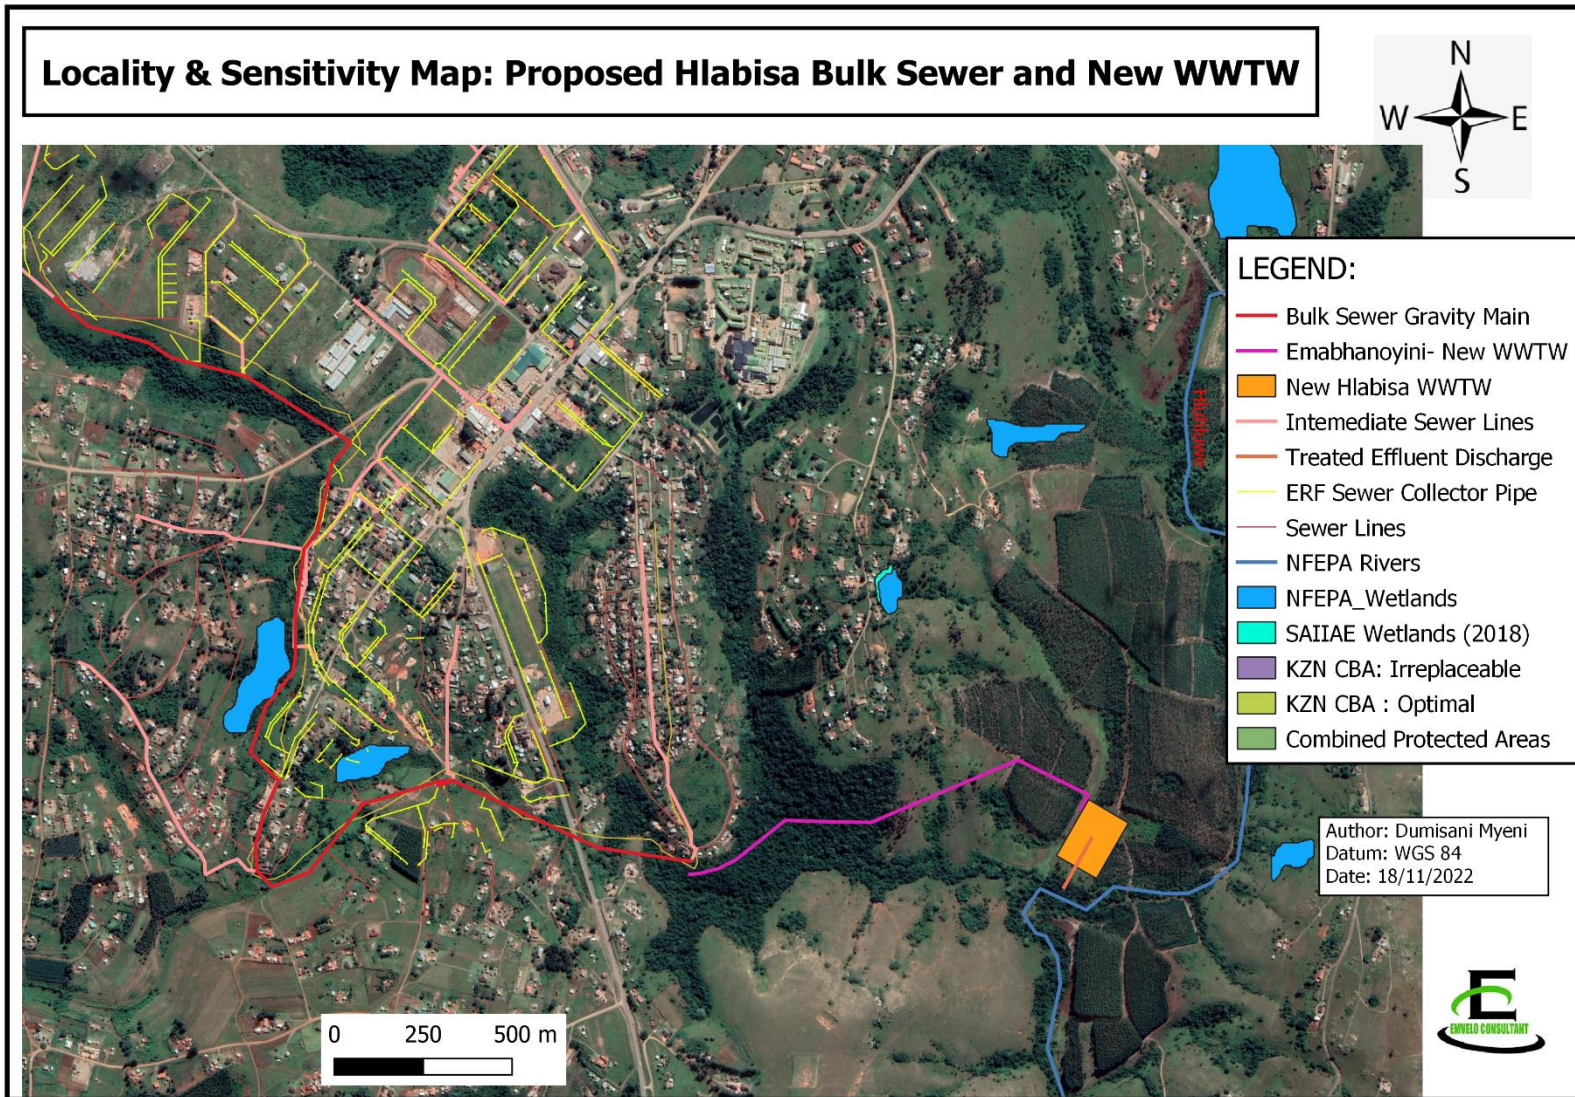 Locality & Sensitivity Map: Proposed Hlabisa Bulk Sewer and New WWTW
N
W
E
S
LEGEND:
Bulk Sewer Gravity Main
Emabhanoyini- New WWTW
New Hlabisa WWTW
Intemediate Sewer Lines
Treated Effluent Discharge
ERF Sewer Collector Pipe
Sewer Lines
NFEPA Rivers
NFEPA_Wetlands
SAIIAE Wetlands (2018)
KZN CBA: Irreplaceable
KZN CBA : Optimal
Combined Protected Areas
Hluhluwe
Author: Dumisani Myeni
Datum: WGS 84
Date: 18/11/2022
0 250 500 m
E
EMVELO CONSULTANT